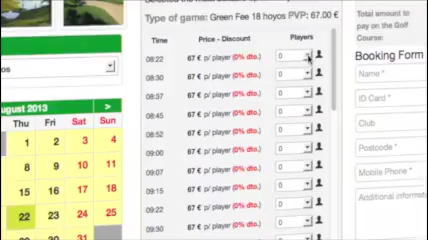 Type of game: Green Fee 18 hoyos PVP: 67.00 €
Time Price - Discount Players
08:22 67 € p/ player (0% dto.) 0
08:30 67 € p/ player (0% dto.) 0
08:37 67 € p/ player (0% dto.) 0
08:45 67 € p/ player (0% dto.) 0
08:52 67 € p/ player (0% dto.) 0
09:00 67 € p/ player (0% dto.) 0
09:07 67 € p/ player (0% dto.) 0
09:15 67 € p/ player (0% dto.) 0
09:22 67 € p/ player (0% dto.) 0
09:30 67 € p/ player (0% dto.) 0
os
ugust 2013 >
Thu Fri Sat Sun
1 2 3 4
8 9 10 11
15 16 17 18
22 23 24 25
29 30 31
Total amount to
pay on the Golf
Course:
Booking Form
Name *
ID Card *
Club
Postcode *
Mobile Phone *
Additional informat